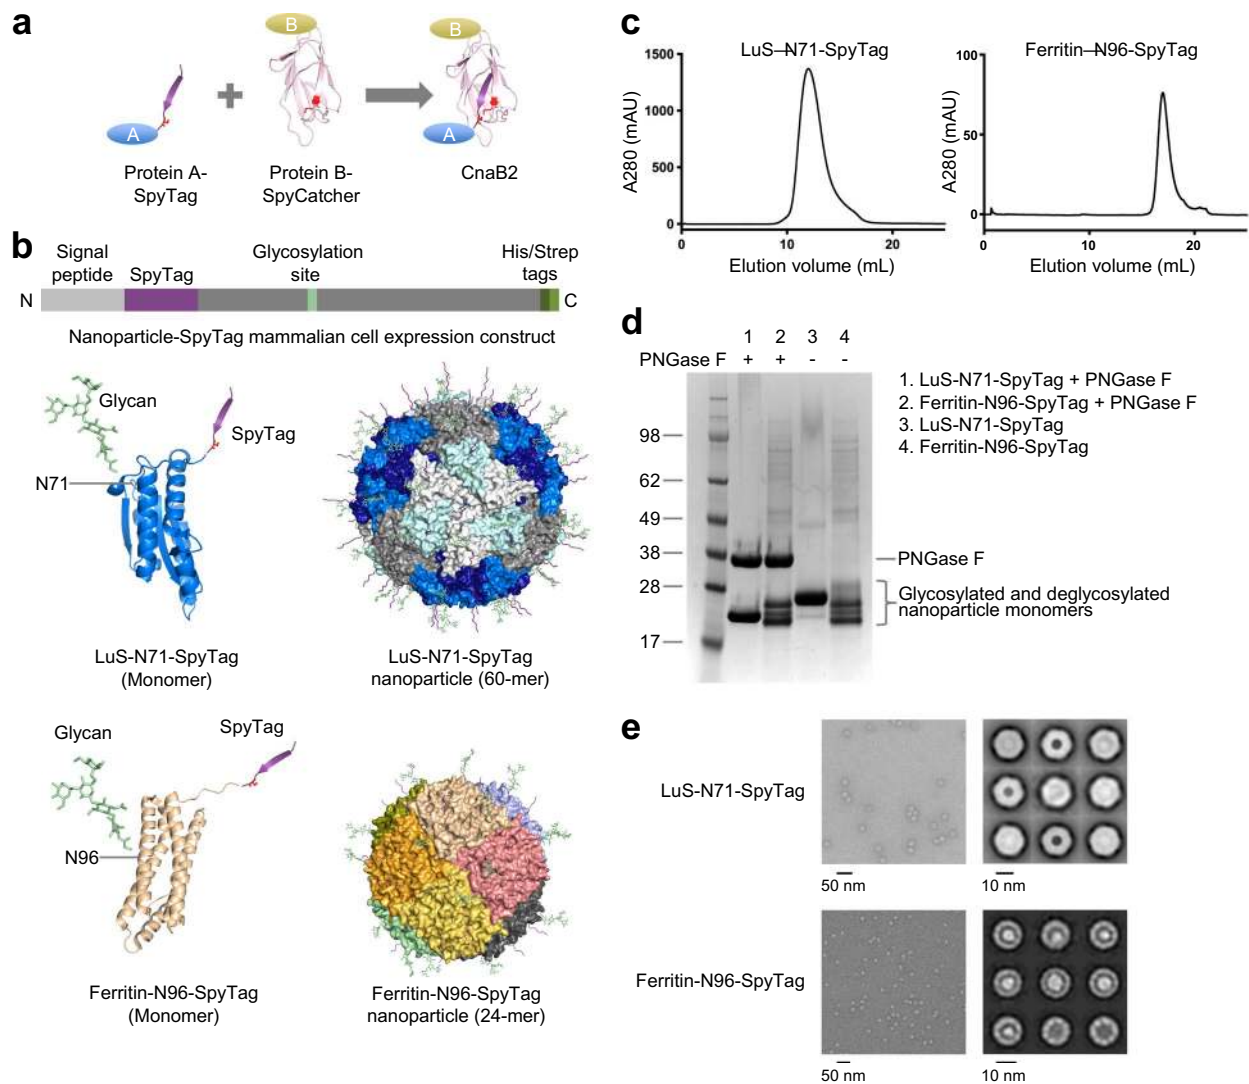 a
A
B
B
A
Protein A-
SpyTag
Protein B-
SpyCatcher
CnaB2
b
Signal
peptide
SpyTag
Glycosylation
site
His/Strep
tags
N
C
Nanoparticle-SpyTag mammalian cell expression construct
Glycan
SpyTag
N71
LuS-N71-SpyTag
(Monomer)
LuS-N71-SpyTag
nanoparticle (60-mer)
Glycan
SpyTag
N96
Ferritin-N96-SpyTag
(Monomer)
Ferritin-N96-SpyTag
nanoparticle (24-mer)
c
LuS–N71-SpyTag
A280 (mAU)
1500
1000
500
0
0 10 20
Elution volume (mL)
Ferritin–N96-SpyTag
A280 (mAU)
100
50
0
0 10 20
Elution volume (mL)
d
1 2 3 4
PNGase F + + - -
98
62
49
38
28
17
PNGase F
Glycosylated and deglycosylated
nanoparticle monomers
1. LuS-N71-SpyTag + PNGase F
2. Ferritin-N96-SpyTag + PNGase F
3. LuS-N71-SpyTag
4. Ferritin-N96-SpyTag
e
LuS-N71-SpyTag
50 nm
10 nm
Ferritin-N96-SpyTag
50 nm
10 nm